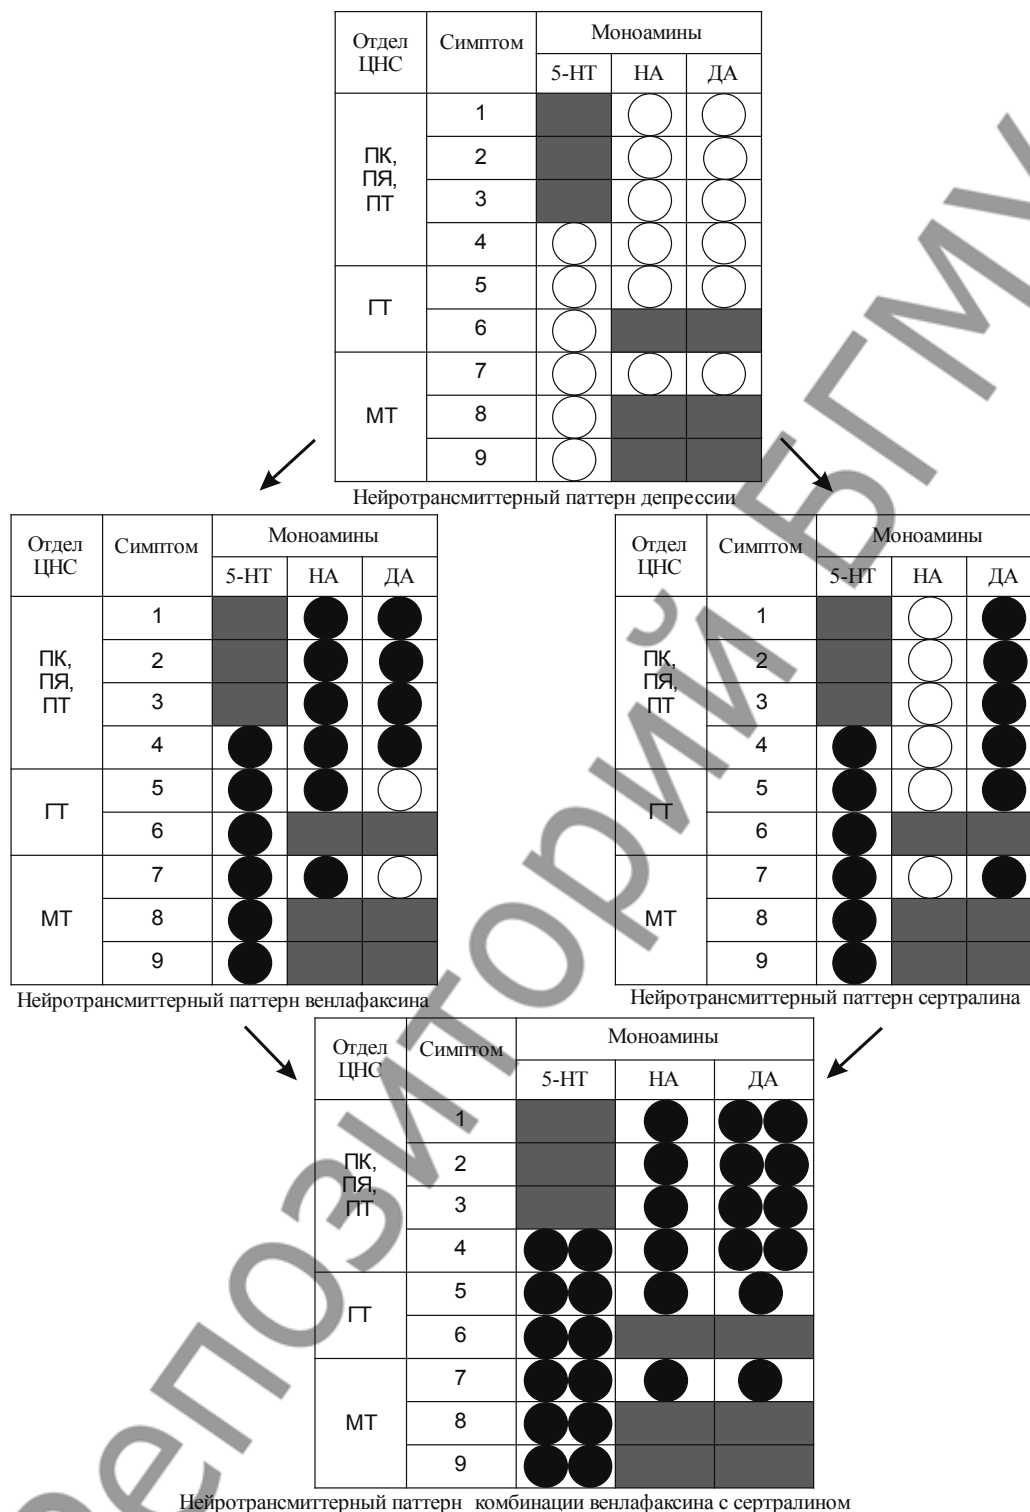 Отдел ЦНС Симптом Моноамины
5-НТ НА ДА
ПК, ПЯ, ПТ
1
2
3
4
ГТ
5
6
МТ
7
8
9
Нейротрансмиттерный паттерн депрессии
Отдел ЦНС Симптом Моноамины
5-НТ НА ДА
ПК, ПЯ, ПТ
1
2
3
4
ГТ
5
6
МТ
7
8
9
Нейротрансмиттерный паттерн венлафаксина
Отдел ЦНС Симптом Моноамины
5-НТ НА ДА
ПК, ПЯ, ПТ
1
2
3
4
ГТ
5
6
МТ
7
8
9
Нейротрансмиттерный паттерн сертралина
Отдел ЦНС Симптом Моноамины
5-НТ НА ДА
ПК, ПЯ, ПТ
1
2
3
4
ГТ
5
6
МТ
7
8
9
Нейротрансмиттерный паттерн комбинации венлафаксина с сертралином
Репозиторий БГМУ